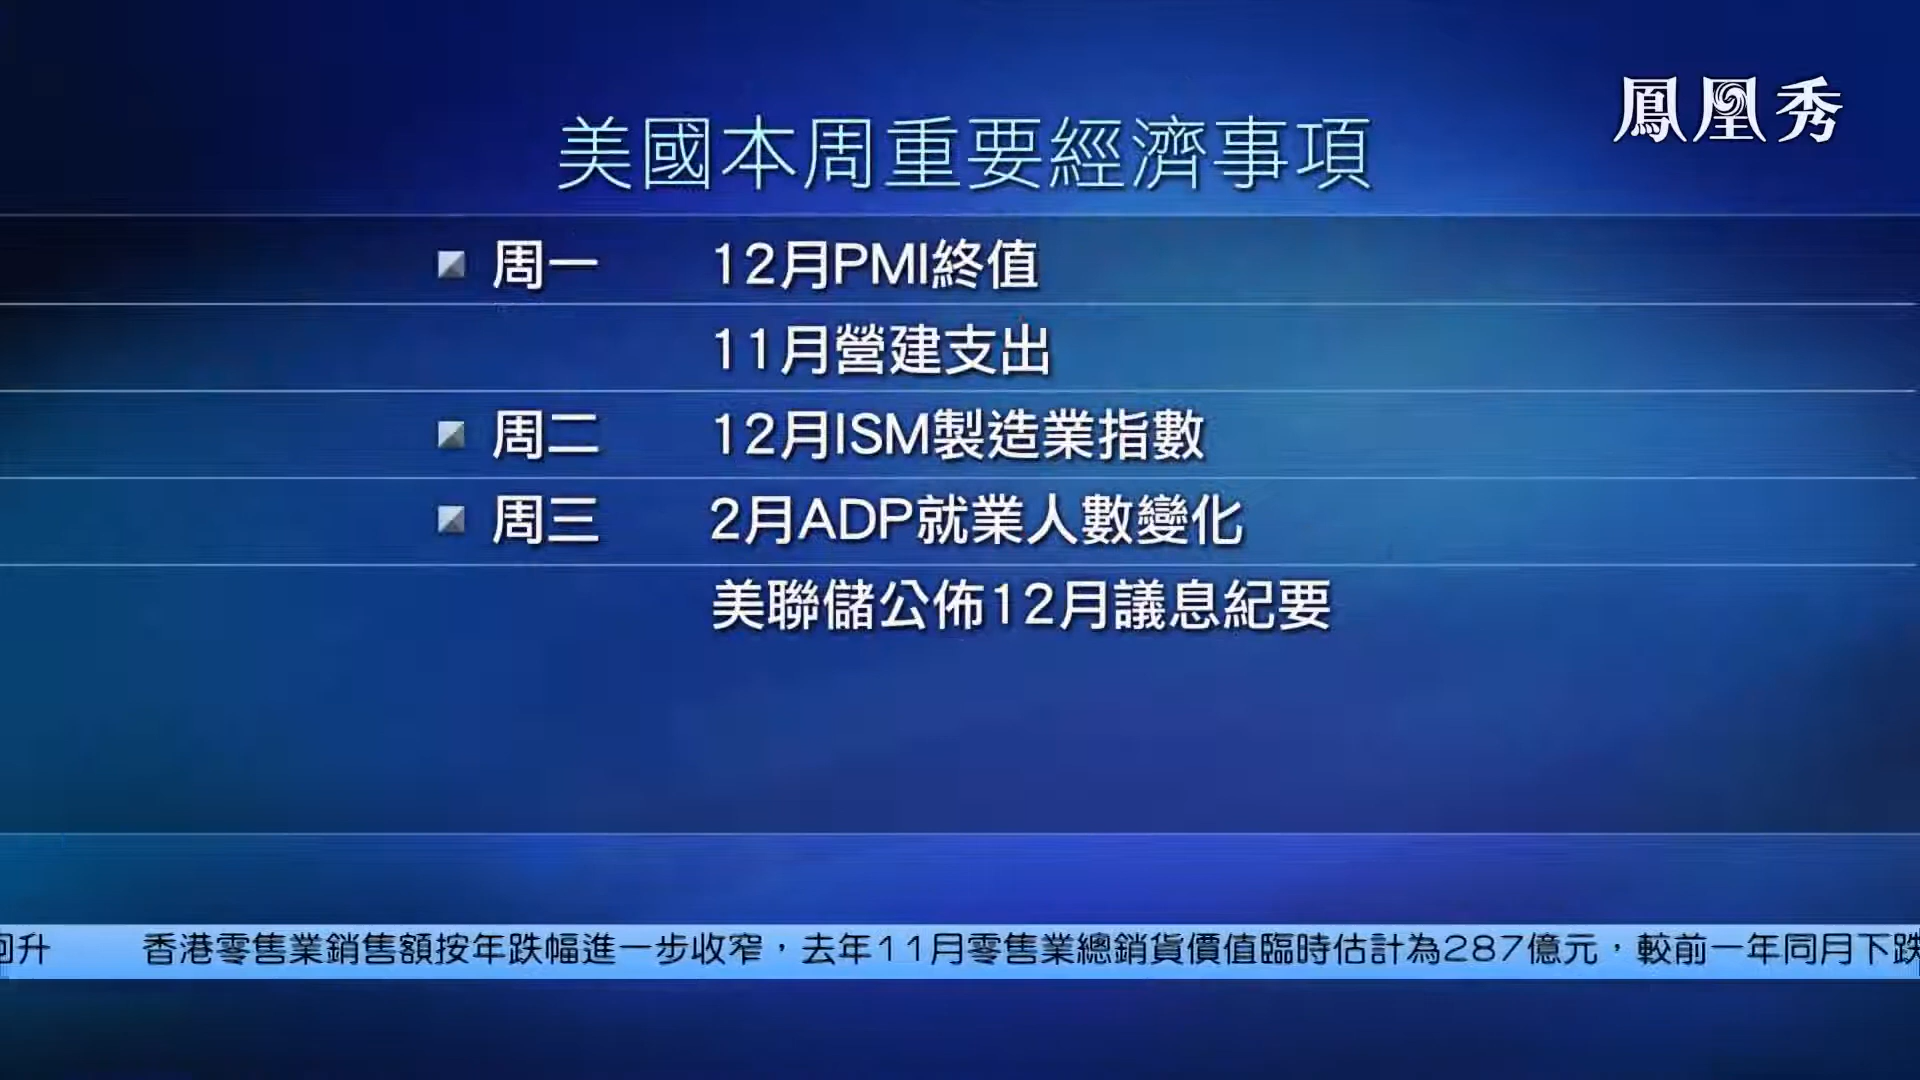 鳳凰秀
美國本周重要經濟事項
周一 12月PMI終值
11月營建支出
周二 12月ISM製造業指數
周三 2月ADP就業人數變化
美聯儲公佈12月議息紀要
回升 香港零售業銷售額按年跌幅進一步收窄，去年11月零售業總銷貨價值臨時估計為287億元，較前一年同月下跌